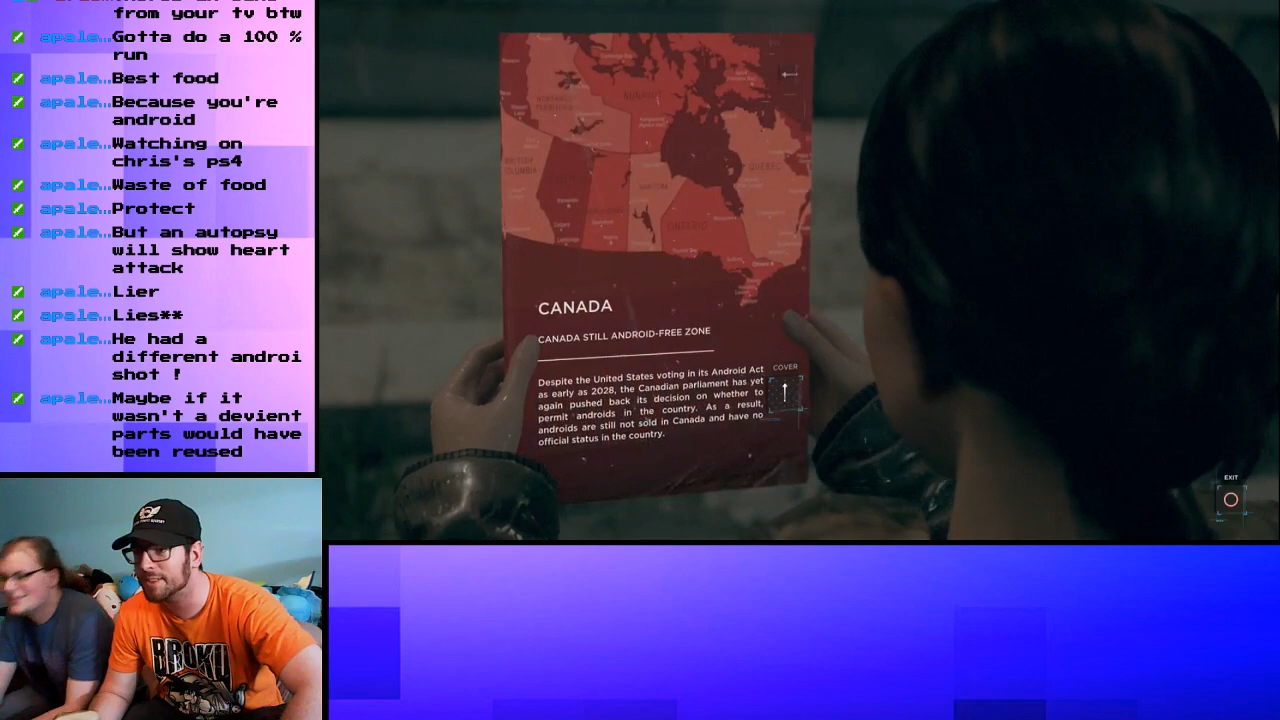 from your tv btw
apale...Gotta do a 100 %
run
apale...Best food
apale...Because you're
android
apale...Watching on
chris's ps4
apale...Waste of food
apale...Protect
apale...But an autopsy
will show heart
attack
apale...Lier
apale...Lies**
apale...He had a
different androi
shot !
apale...Maybe if it
wasn't a devient
parts would have
been reused
BRITISH
COLUMBIA
MANITOBA
ONTARIO
QUEBEC
CANADA
CANADA STILL ANDROID-FREE ZONE
Despite the United States voting in its Android Act
as early as 2028, the Canadian parliament has yet
again pushed back its decision on whether to
permit androids in the country. As a result,
androids are still not sold in Canada and have no
official status in the country.
COVER
EXIT
BROKU